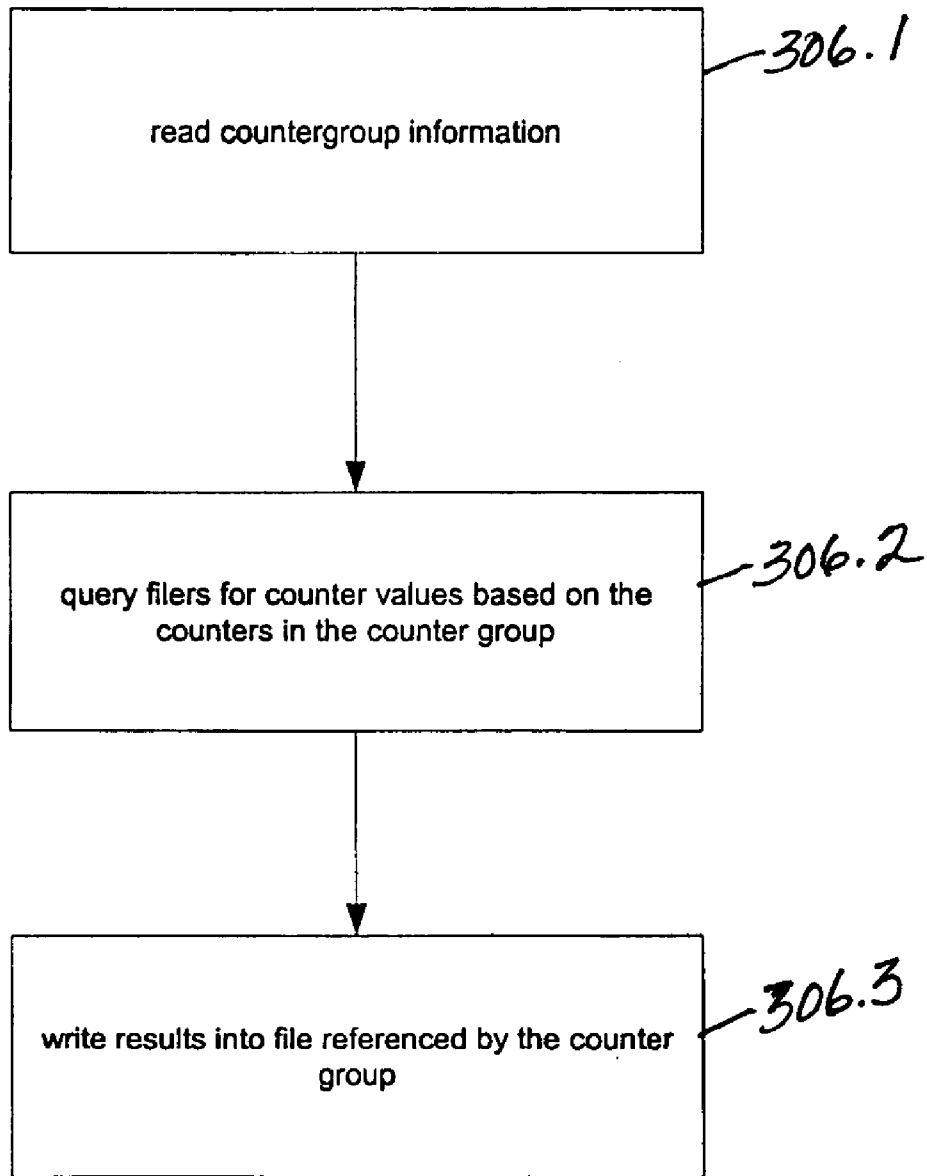 306.1
read countergroup information
306.2
query filers for counter values based on the
counters in the counter group
306.3
write results into file referenced by the counter
group